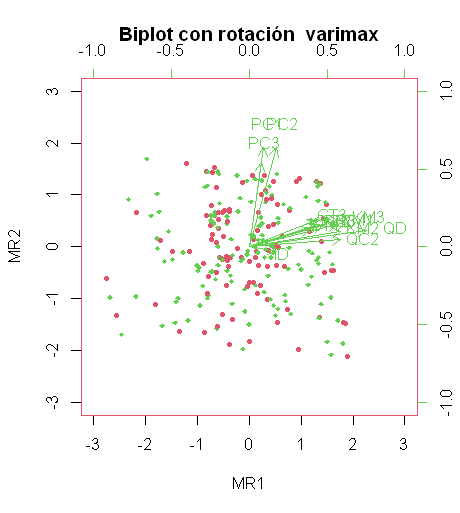 Biplot con rotación varimax
-1.0 -0.5 0.0 0.5 1.0
3 2 1 0 -1 -2 -3
MR2
PC2
PC3
QD
QC2
1.0 0.5 0.0 -0.5 -1.0
-3 -2 -1 0 1 2 3
MR1